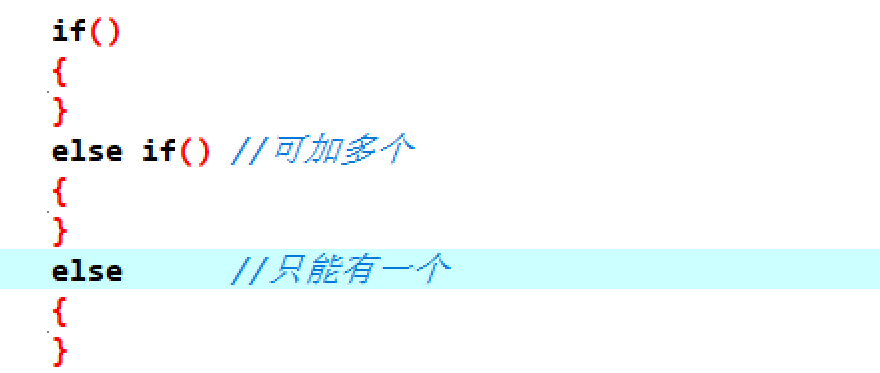 if()
{
}
else if() //可加多个
{
}
else //只能有一个
{
}